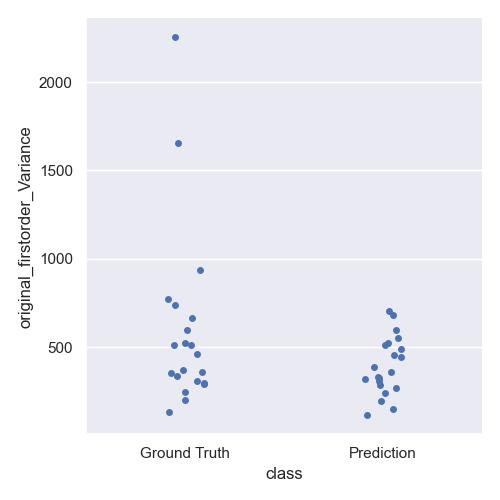 2000
1500
1000
500
original_firstorder_Variance
Ground Truth
Prediction
class